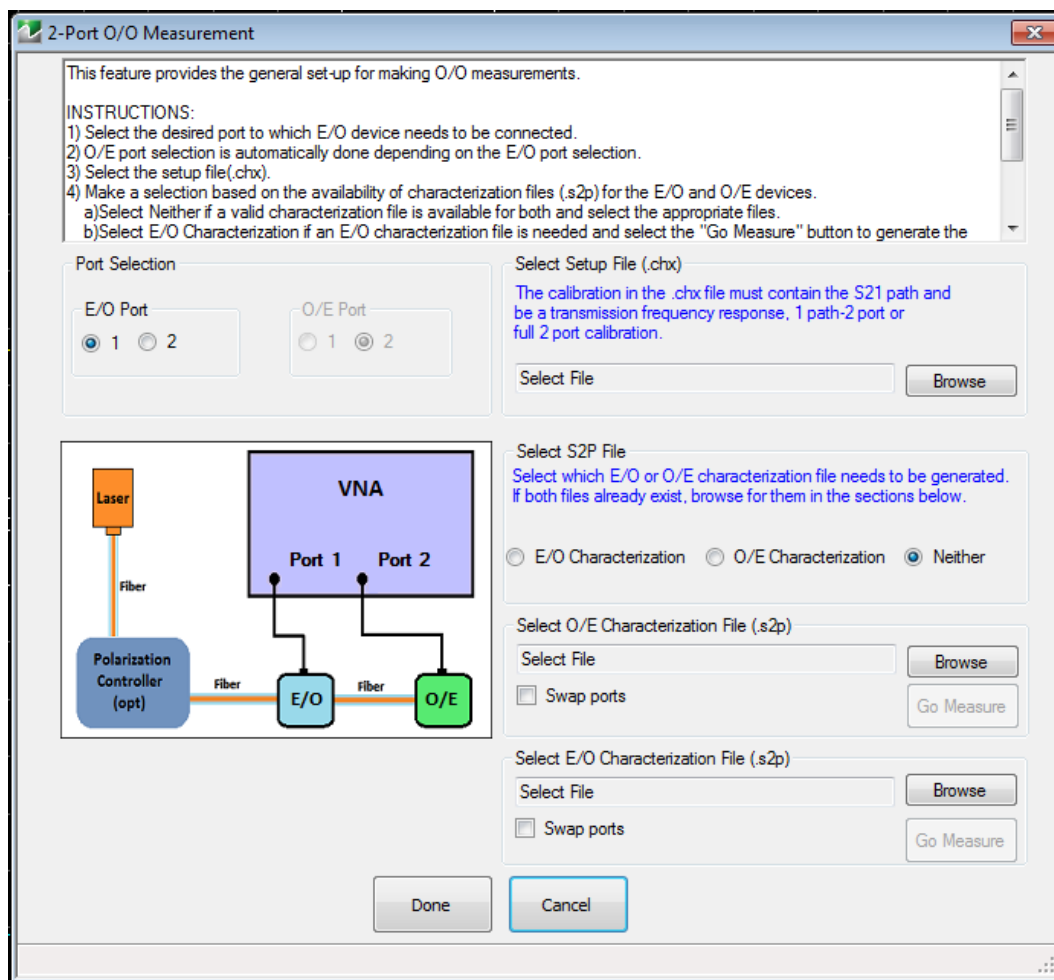 2-Port O/O Measurement
This feature provides the general set-up for making O/O measurements.
INSTRUCTIONS:
1) Select the desired port to which E/O device needs to be connected.
2) O/E port selection is automatically done depending on the E/O port selection.
3) Select the setup file(.chx).
4) Make a selection based on the availability of characterization files (.s2p) for the E/O and O/E devices.
a)Select Neither if a valid characterization file is available for both and select the appropriate files.
b)Select E/O Characterization if an E/O characterization file is needed and select the "Go Measure" button to generate the
Port Selection
E/O Port
1 2
O/E Port
1 2
Select Setup File (.chx)
The calibration in the .chx file must contain the S21 path and
be a transmission frequency response, 1 path-2 port or
full 2 port calibration.
Select File Browse
Laser
Fiber
VNA
Port 1 Port 2
Polarization
Controller
(opt)
Fiber
E/O
Fiber
O/E
Select S2P File
Select which E/O or O/E characterization file needs to be generated.
If both files already exist, browse for them in the sections below.
E/O Characterization O/E Characterization Neither
Select O/E Characterization File (.s2p)
Select File Browse
Swap ports Go Measure
Select E/O Characterization File (.s2p)
Select File Browse
Swap ports Go Measure
Done Cancel